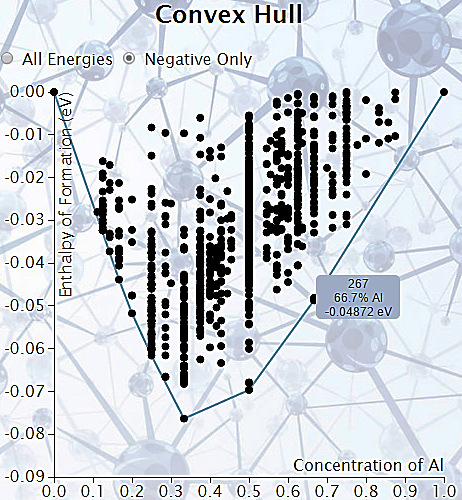 Convex Hull
All Energies
Negative Only
Enthalpy of Formation (eV)
0.00
-0.01
-0.02
-0.03
-0.04
-0.05
-0.06
-0.07
-0.08
-0.09
267
66.7% Al
-0.04872 eV
Concentration of Al
0.0 0.1 0.2 0.3 0.4 0.5 0.6 0.7 0.8 0.9 1.0